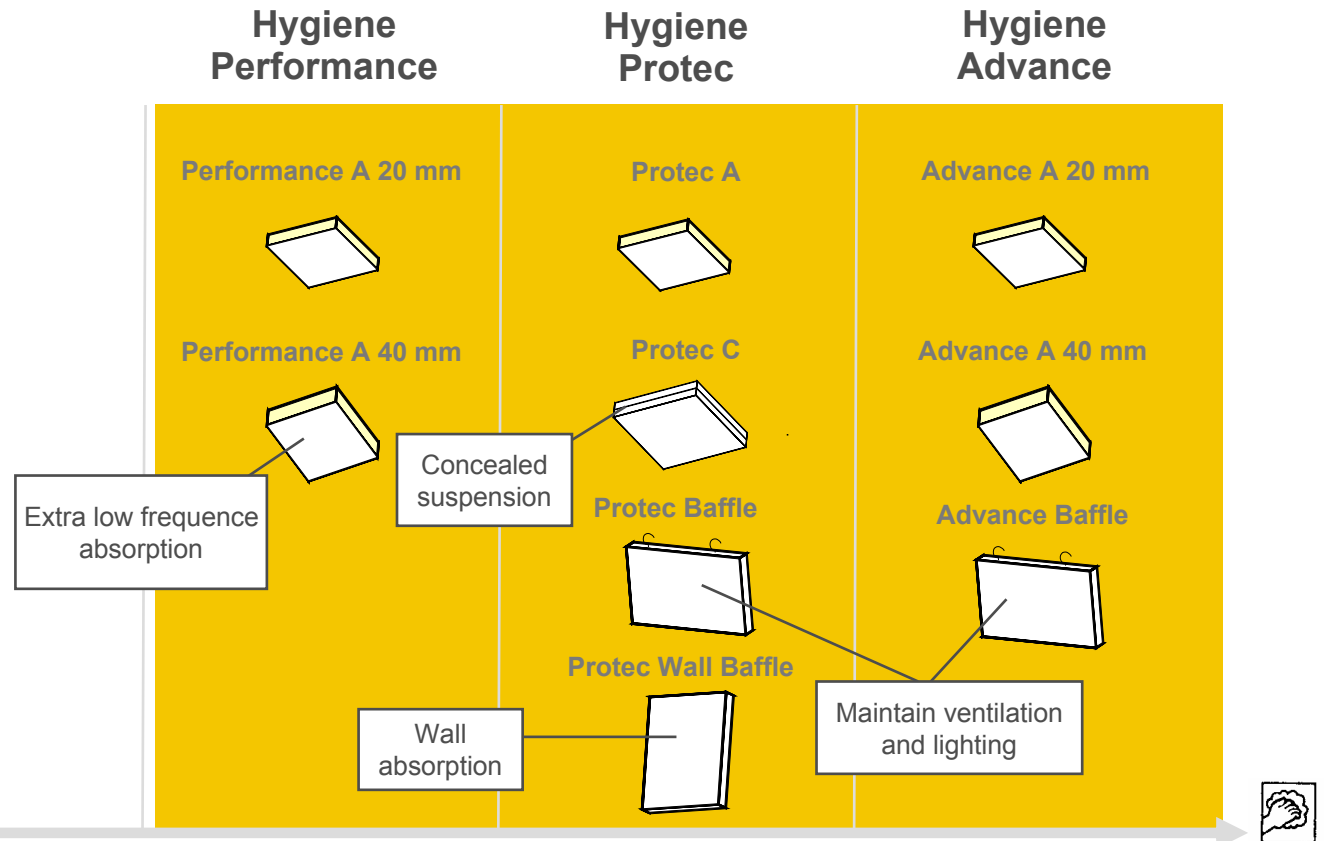 Hygiene
Performance
Hygiene
Protec
Hygiene
Advance
Performance A 20 mm
Protec A
Advance A 20 mm
Performance A 40 mm
Protec C
Advance A 40 mm
Concealed
suspension
Extra low frequence
absorption
Protec Baffle
Advance Baffle
Protec Wall Baffle
Maintain ventilation
and lighting
Wall
absorption